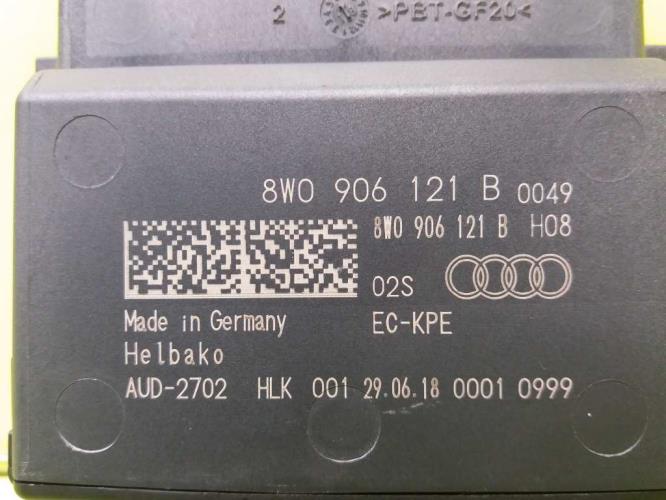 2 >PBT-GF20<
8W0 906 121 B 0049
8W0 906 121 B H08
02S
Made in Germany EC-KPE
Helbako
AUD-2702 HLK 001 29.06.18 0001 0999